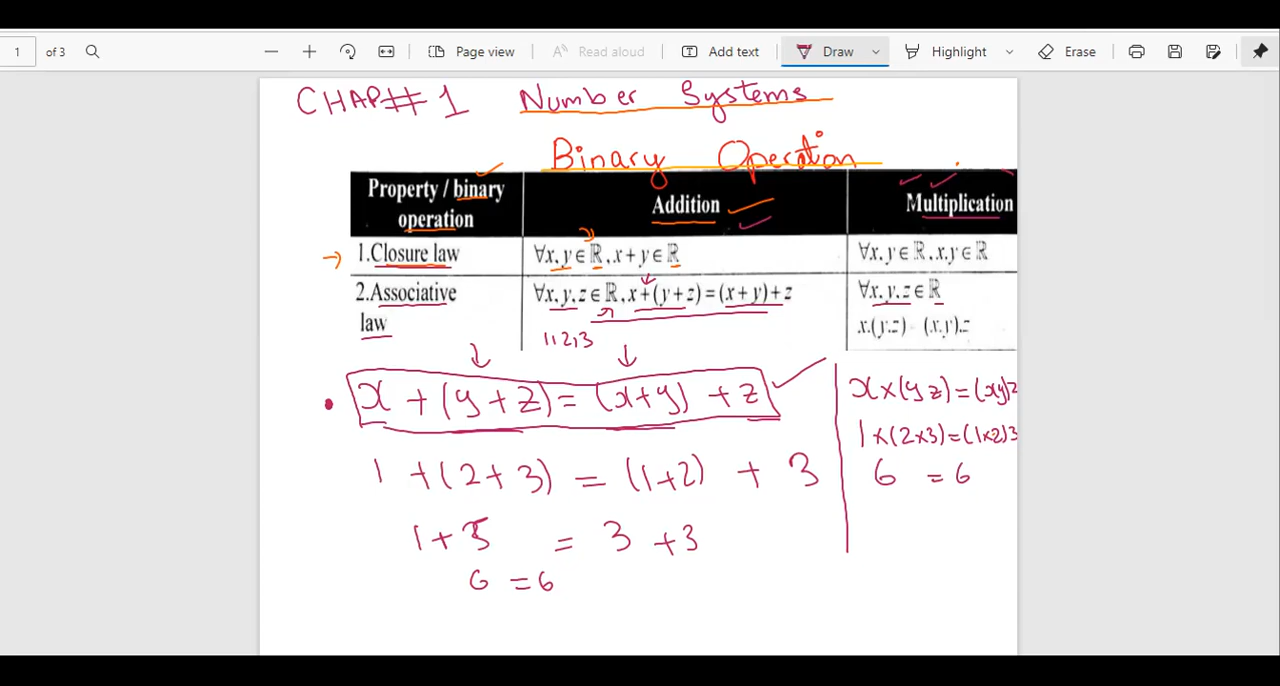 1 of 3 Page view Read aloud Add text Draw Highlight Erase
CHAP# 1 Number Systems
Binary Operation
Property / binary operation Addition Multiplication
1.Closure law ∀x, y ∈ ℝ, x + y ∈ ℝ ∀x, y ∈ ℝ, x.y ∈ ℝ
2.Associative law ∀x, y, z ∈ ℝ, x + (y + z) = (x + y) + z ∀x, y, z ∈ ℝ
x.(y.z) (x.y).z
1,2,3
x + (y + z) = (x+y) + z
1 + (2 + 3) = (1+2) + 3
1 + 5 = 3 + 3
6 = 6
x × (y z) = (xy) z
1 × (2×3) = (1×2) 3
6 = 6